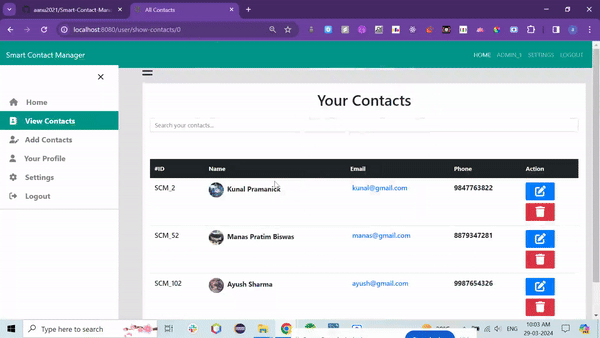 aanu2021/Smart-Contact-Mana
All Contacts
localhost:8080/user/show-contacts/0
Smart Contact Manager
HOME ADMIN_1 SETTINGS LOGOUT
Home
View Contacts
Add Contacts
Your Profile
Settings
Logout
Your Contacts
Search your contacts...
#ID Name Email Phone Action
SCM_2 Kunal Pramanick kunal@gmail.com 9847763822
SCM_52 Manas Pratim Biswas manas@gmail.com 8879347281
SCM_102 Ayush Sharma ayush@gmail.com 9987654326
Type here to search
ENG
10:03 AM
29-03-2024